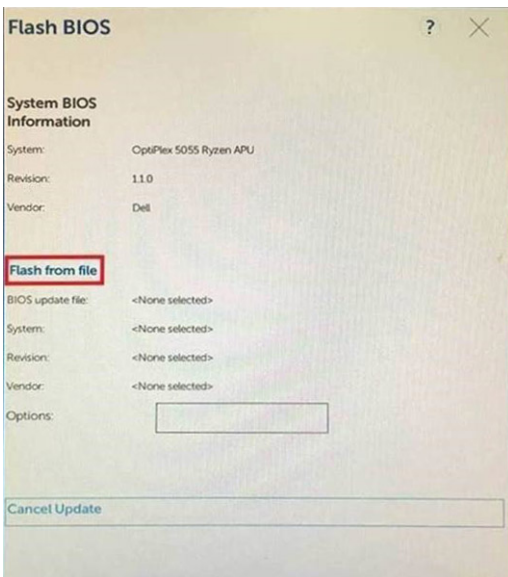 Flash BIOS ?
System BIOS
Information
System: OptiPlex 5055 Ryzen APU
Revision: 1.1.0
Vendor: Dell
Flash from file
BIOS update file: <None selected>
System: <None selected>
Revision: <None selected>
Vendor: <None selected>
Options:
Cancel Update